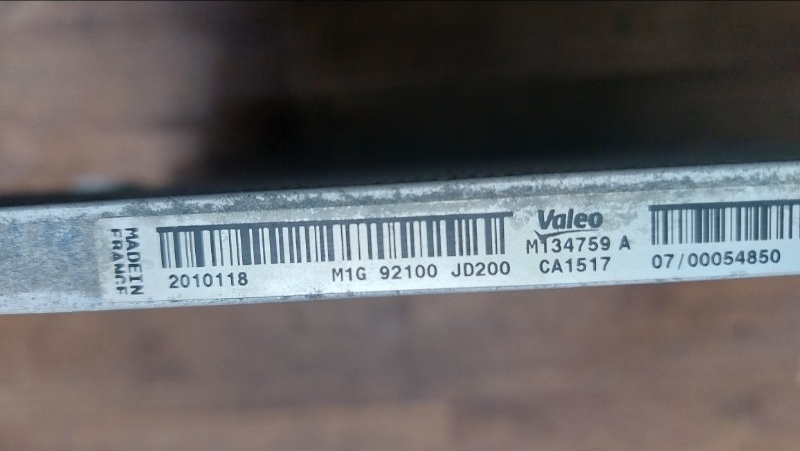 MADE IN
FRANCE
2010118 M1G 92100 JD200
Valeo
M134759 A
CA1517
07/00054850